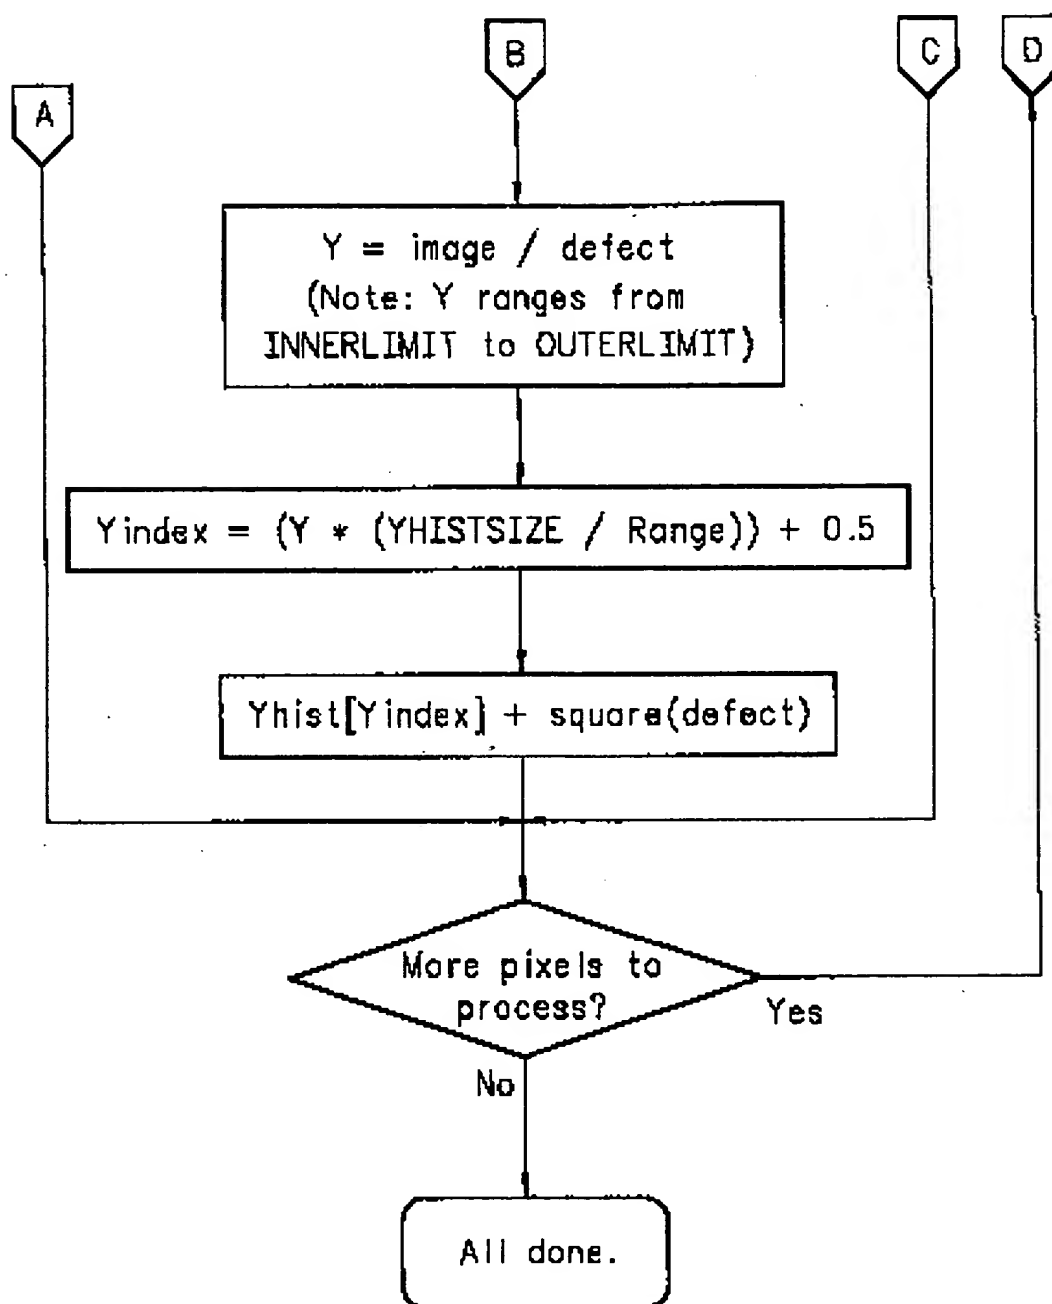 B
C
D
A
Y = image / defect
(Note: Y ranges from
INNERLIMIT to OUTERLIMIT)
Yindex = (Y * (YHISTSIZE / Range)) + 0.5
Yhist[Yindex] + square(defect)
More pixels to
process?
Yes
No
All done.